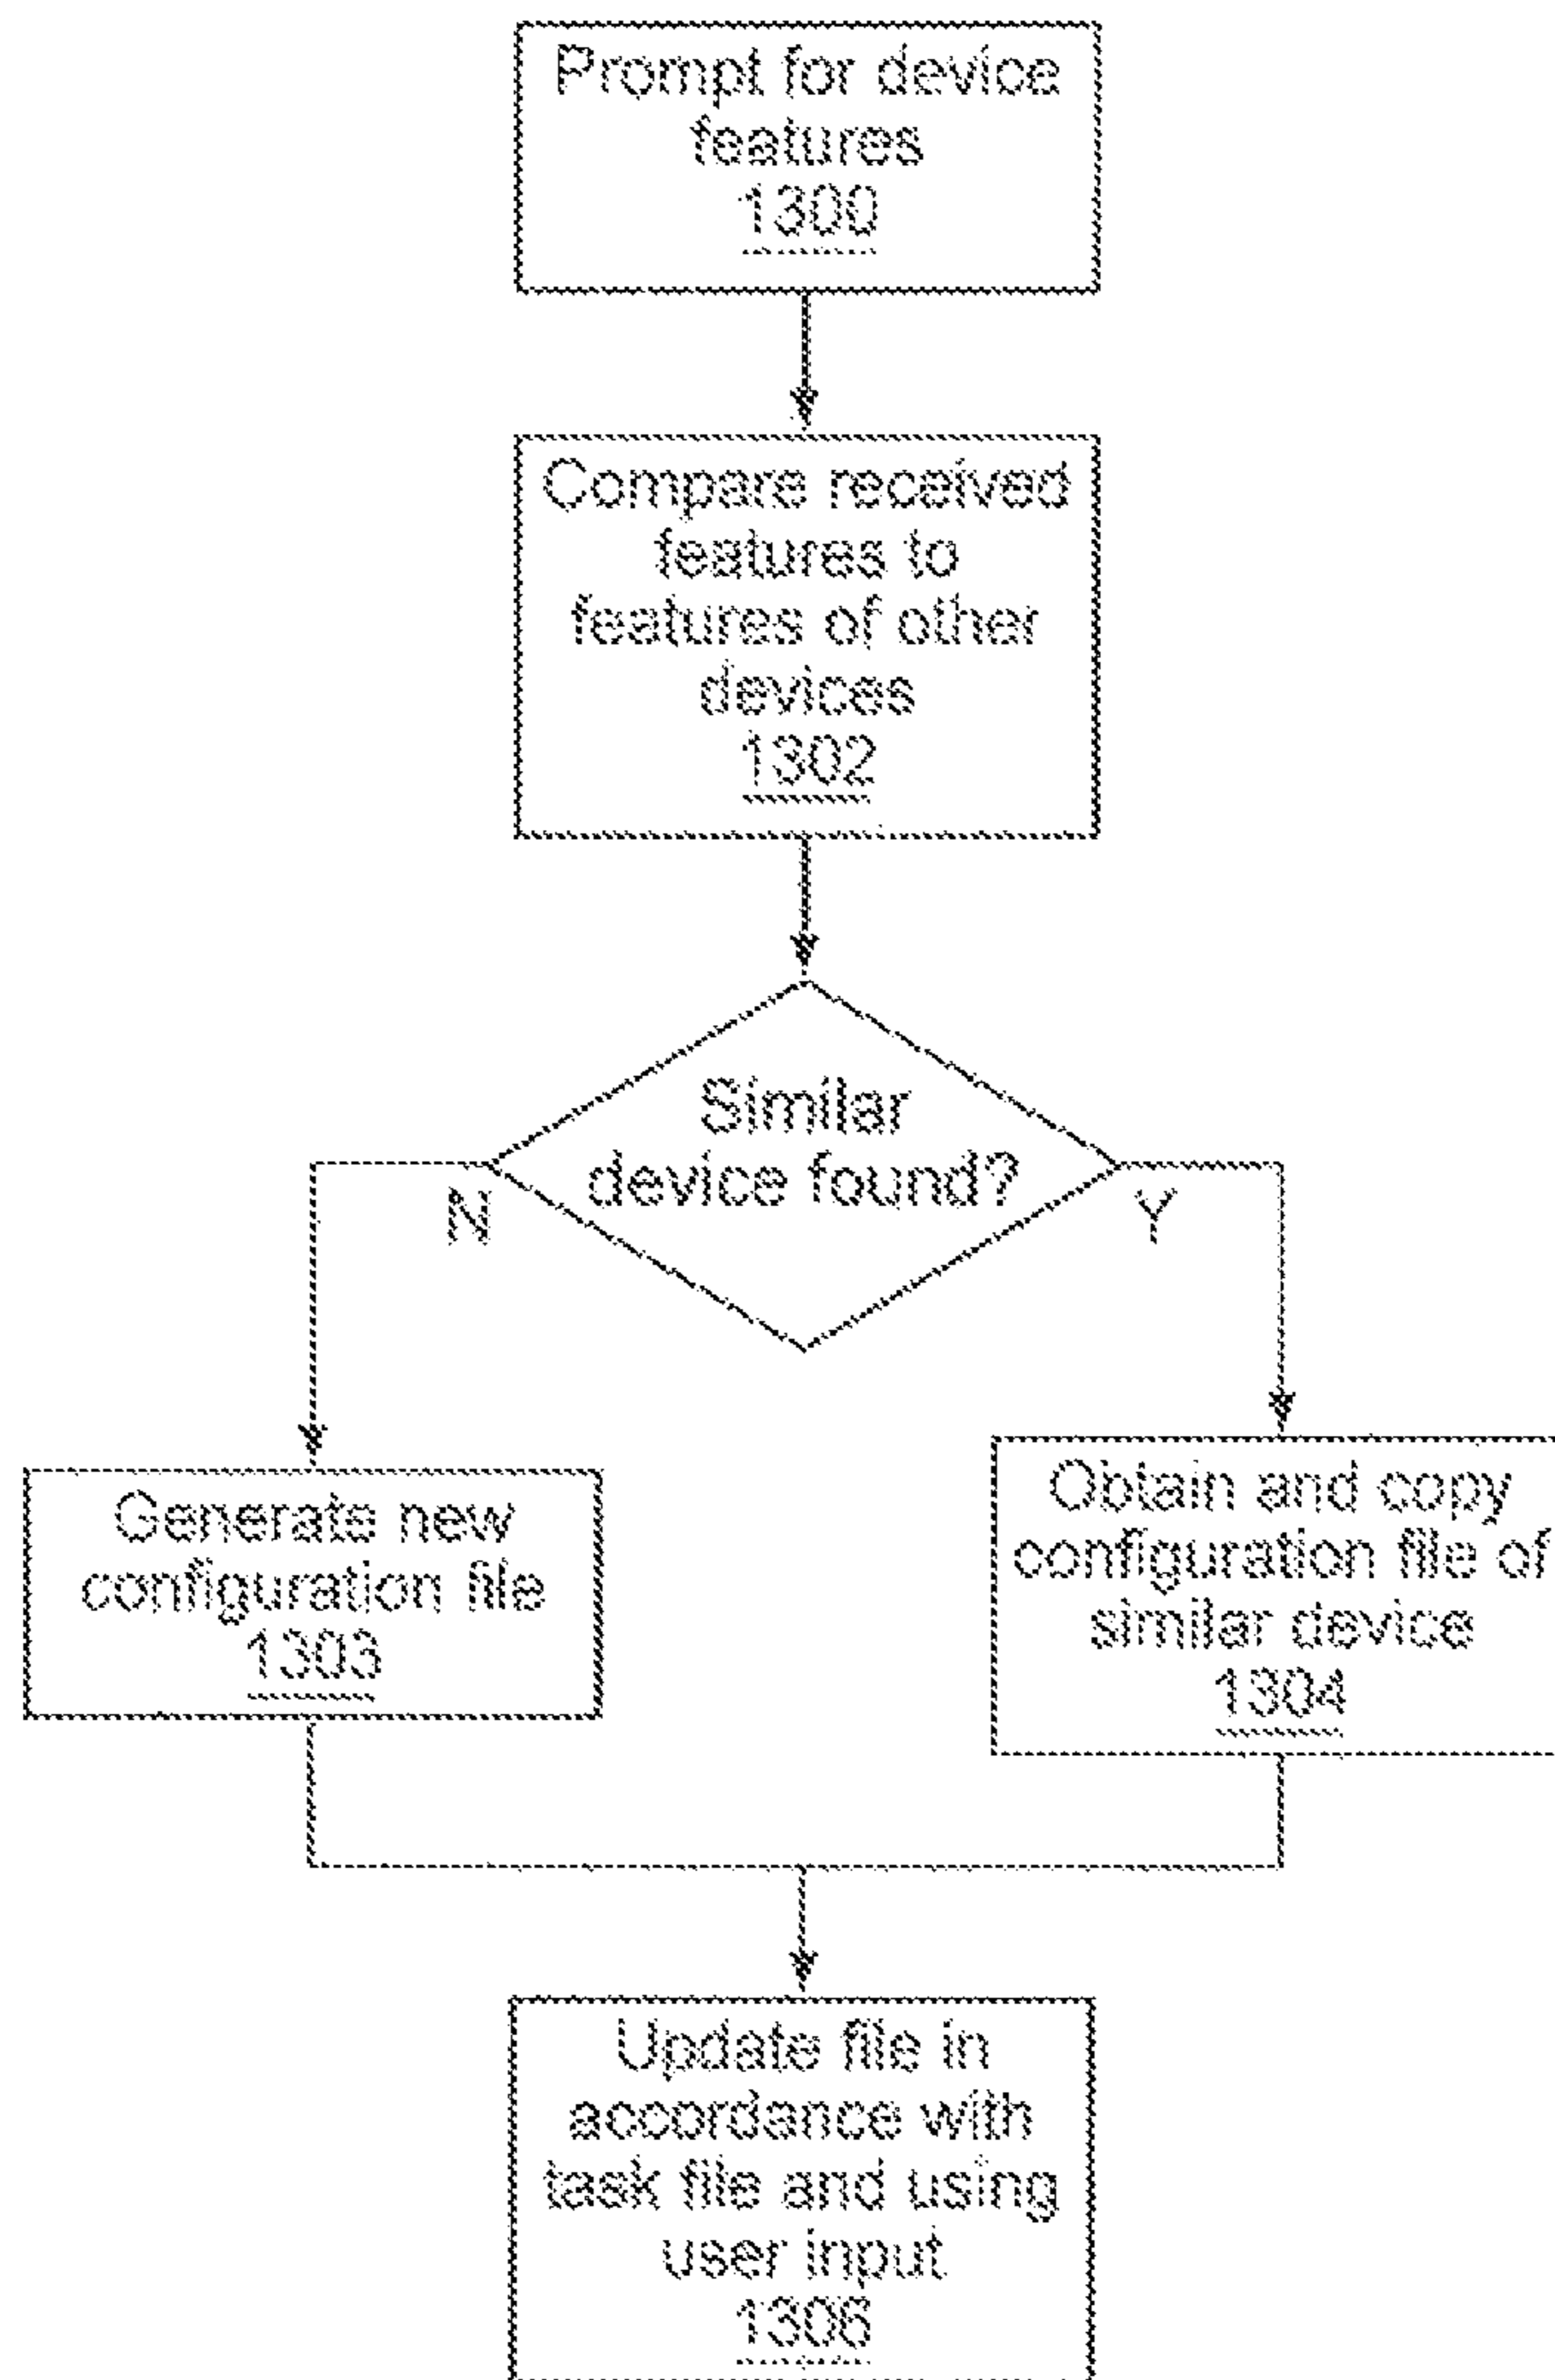 Prompt for device
features
1300
Compare received
features to
features of other
devices
1302
Similar
device found?
N
Y
Generate new
configuration file
1303
Obtain and copy
configuration file of
similar device
1304
Update file in
accordance with
task file and using
user input
1306